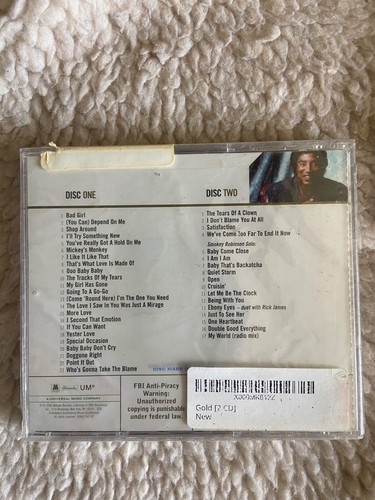 DISC ONE
Bad Girl
(You Can) Depend On Me
Shop Around
I'll Try Something New
You've Really Got A Hold On Me
Mickey's Monkey
I Like It Like That
That's What Love Is Made Of
Ooo Baby Baby
The Tracks Of My Tears
My Girl Has Gone
Going To A Go-Go
(Come 'Round Here) I'm The One You Need
The Love I Saw In You Was Just A Mirage
More Love
I Second That Emotion
If You Can Want
Yester Love
Special Occasion
Baby Baby Don't Cry
Doggone Right
Point It Out
Who's Gonna Take The Blame
DISC TWO
The Tears Of A Clown
I Don't Blame You At All
Satisfaction
We've Come Too Far To End It Now
Smokey Robinson Solo:
Baby Come Close
I Am I Am
Baby That's Backatcha
Quiet Storm
Open
Cruisin'
Let Me Be The Clock
Being With You
Ebony Eyes - duet with Rick James
Just To See Her
One Heartbeat
Double Good Everything
My World (radio mix)
UMe
A UNIVERSAL MUSIC COMPANY
FBI Anti-Piracy
Warning:
Unauthorized
copying is punishable
under federal law.
Gold [2 CD]
New